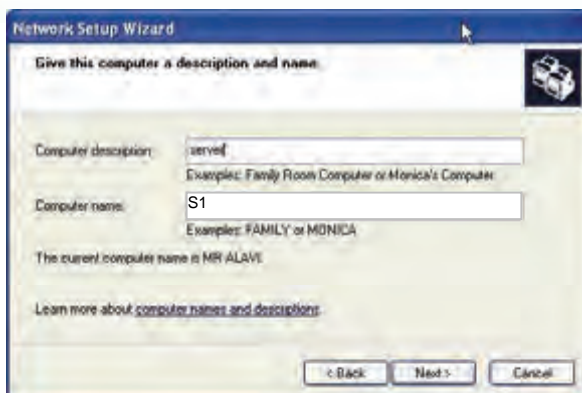 Network Setup Wizard
Give this computer a description and name.
Computer description: server
Examples: Family Room Computer or Monica's Computer
Computer name: S1
Examples: FAMILY or MONICA
The current computer name is MR ALAVI.
Learn more about computer names and descriptions.
< Back Next > Cancel